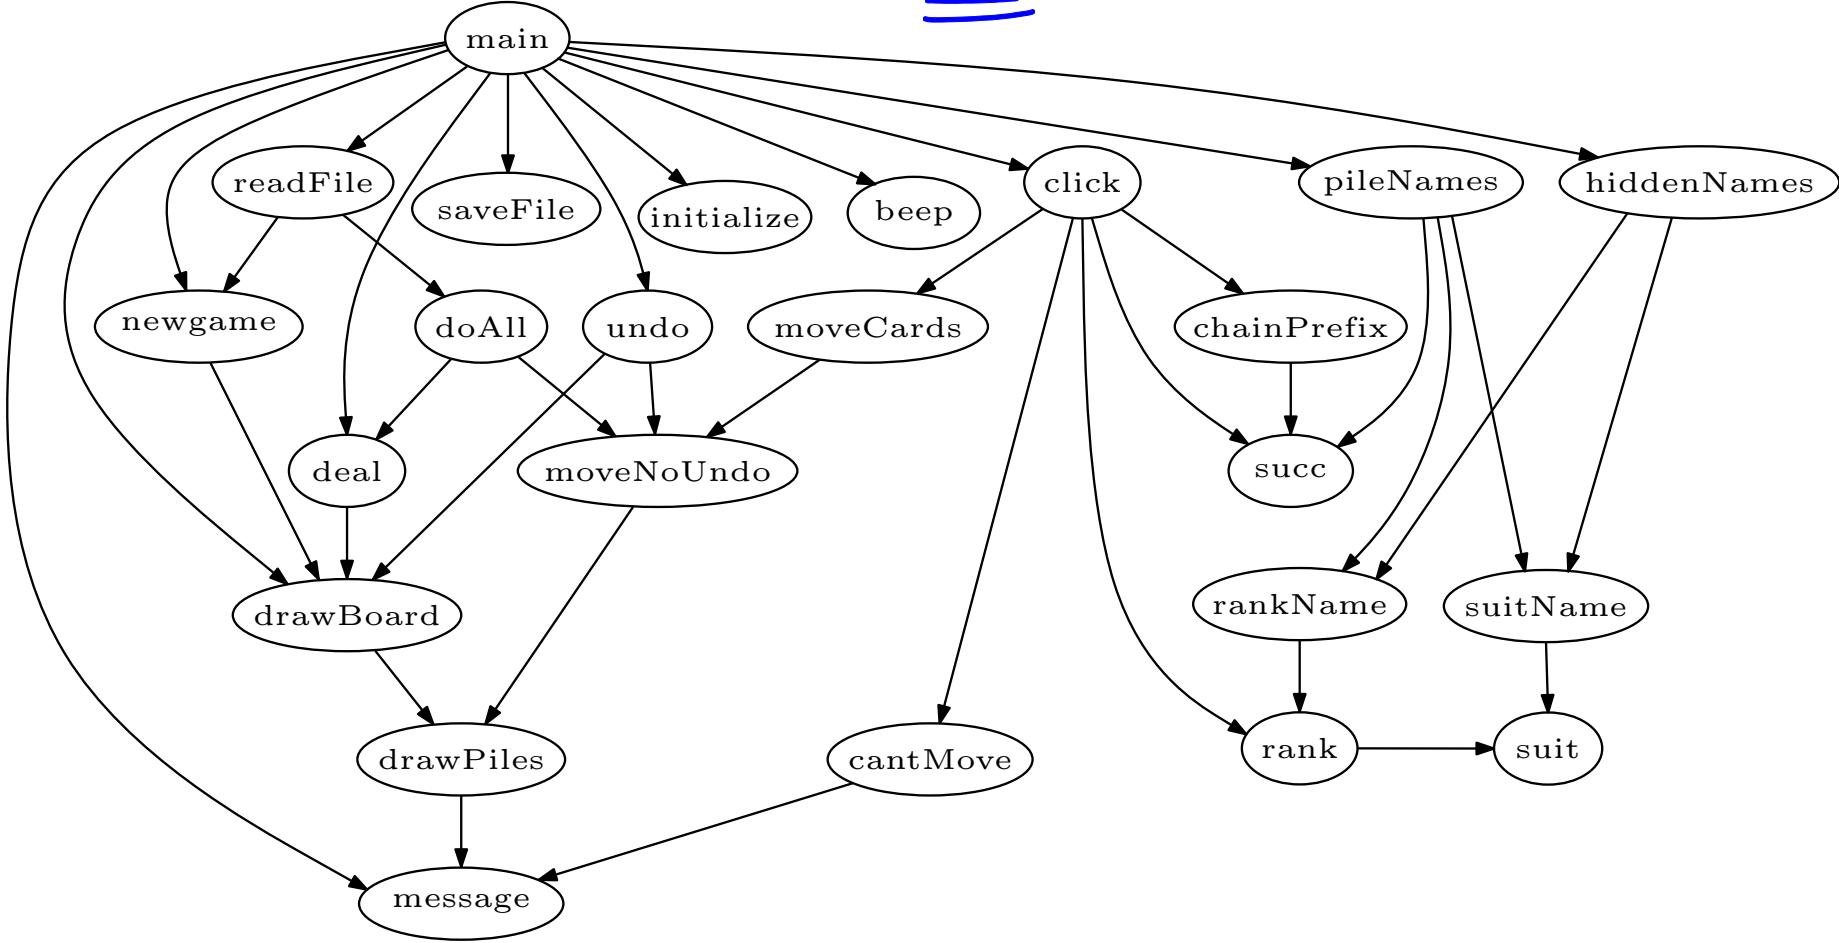 main
readFile
saveFile
initialize
beep
click
pileNames
hiddenNames
newgame
doAll
undo
moveCards
chainPrefix
deal
moveNoUndo
succ
drawBoard
rankName
suitName
drawPiles
cantMove
rank
suit
message